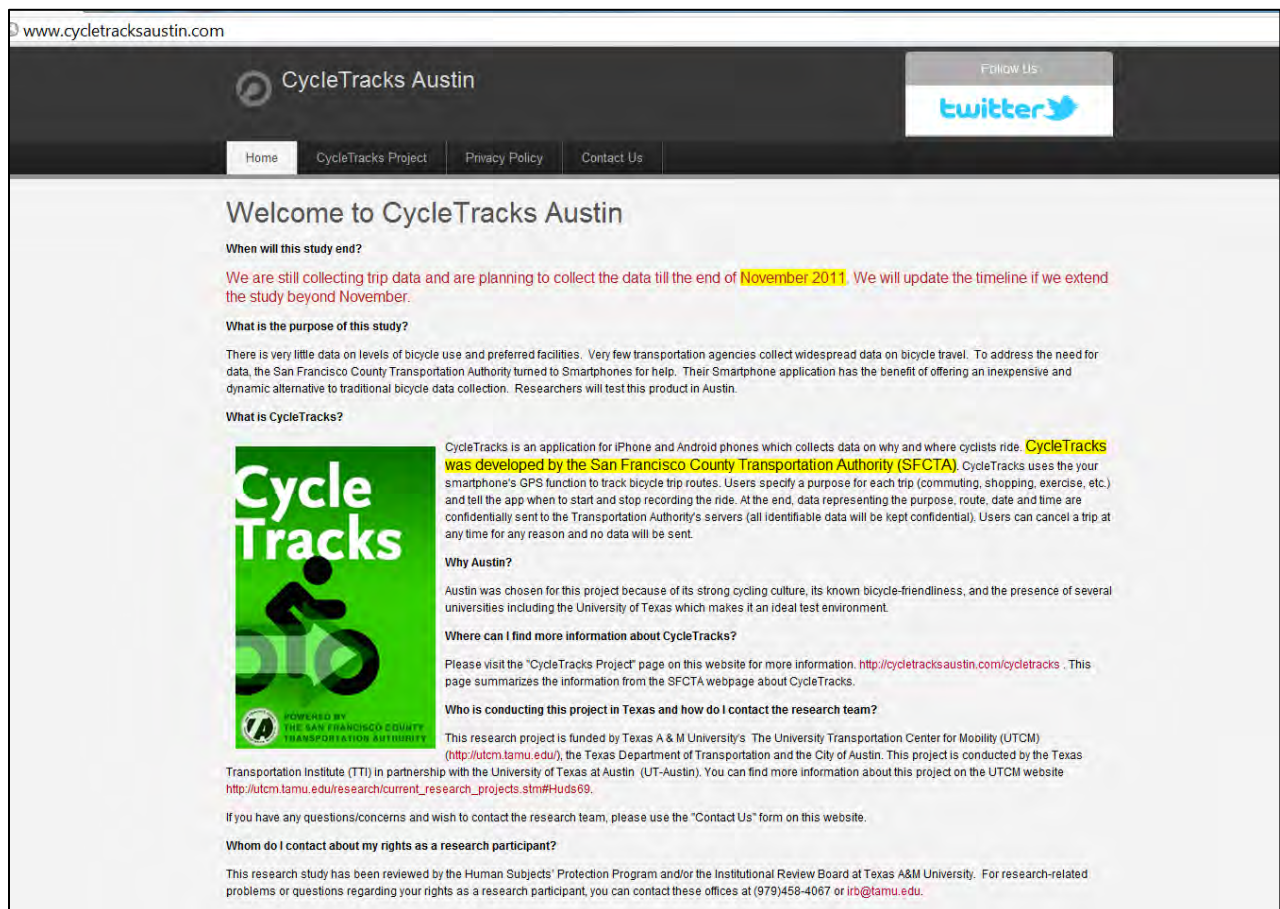 www.cycletracksaustin.com
CycleTracks Austin
Follow Us
twitter
Home CycleTracks Project Privacy Policy Contact Us
Welcome to CycleTracks Austin
When will this study end?
We are still collecting trip data and are planning to collect the data till the end of November 2011. We will update the timeline if we extend
the study beyond November.
What is the purpose of this study?
There is very little data on levels of bicycle use and preferred facilities. Very few transportation agencies collect widespread data on bicycle travel. To address the need for
data, the San Francisco County Transportation Authority turned to Smartphones for help. Their Smartphone application has the benefit of offering an inexpensive and
dynamic alternative to traditional bicycle data collection. Researchers will test this product in Austin.
What is CycleTracks?
Cycle
Tracks
POWERED BY
THE SAN FRANCISCO COUNTY
TRANSPORTATION AUTHORITY
CycleTracks is an application for iPhone and Android phones which collects data on why and where cyclists ride. CycleTracks
was developed by the San Francisco County Transportation Authority (SFCTA). CycleTracks uses the your
smartphone's GPS function to track bicycle trip routes. Users specify a purpose for each trip (commuting, shopping, exercise, etc.)
and tell the app when to start and stop recording the ride. At the end, data representing the purpose, route, date and time are
confidentially sent to the Transportation Authority's servers (all identifiable data will be kept confidential). Users can cancel a trip at
any time for any reason and no data will be sent.
Why Austin?
Austin was chosen for this project because of its strong cycling culture, its known bicycle-friendliness, and the presence of several
universities including the University of Texas which makes it an ideal test environment.
Where can I find more information about CycleTracks?
Please visit the "CycleTracks Project" page on this website for more information. http://cycletracksaustin.com/cycletracks . This
page summarizes the information from the SFCTA webpage about CycleTracks.
Who is conducting this project in Texas and how do I contact the research team?
This research project is funded by Texas A & M University's The University Transportation Center for Mobility (UTCM)
(http://utcm.tamu.edu/), the Texas Department of Transportation and the City of Austin. This project is conducted by the Texas
Transportation Institute (TTI) in partnership with the University of Texas at Austin (UT-Austin). You can find more information about this project on the UTCM website
http://utcm.tamu.edu/research/current_research_projects.stm#Huds69.
If you have any questions/concerns and wish to contact the research team, please use the "Contact Us" form on this website.
Whom do I contact about my rights as a research participant?
This research study has been reviewed by the Human Subjects' Protection Program and/or the Institutional Review Board at Texas A&M University. For research-related
problems or questions regarding your rights as a research participant, you can contact these offices at (979)458-4067 or irb@tamu.edu.